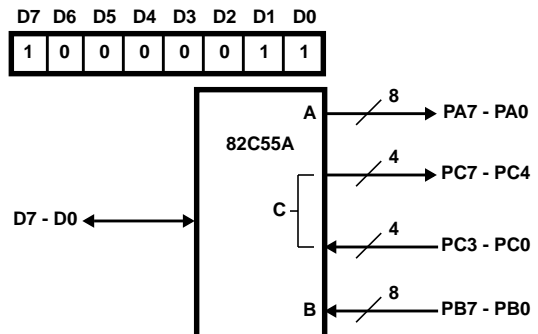 D7 D6 D5 D4 D3 D2 D1 D0
1 0 0 0 0 0 1 1
A 8 PA7 - PA0
82C55A
4 PC7 - PC4
C
D7 - D0
4 PC3 - PC0
B 8 PB7 - PB0